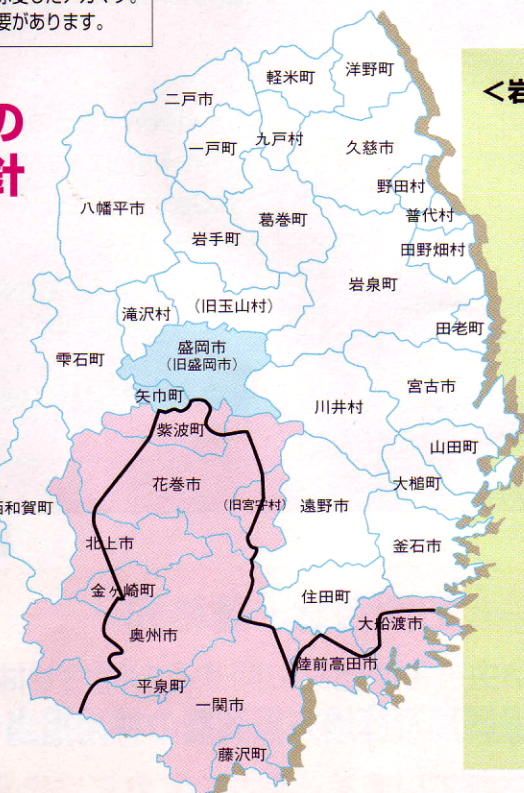 要があります。
の
針
<岩
洋野町
軽米町
二戸市
九戸村
一戸町
久慈市
野田村
八幡平市
葛巻町
普代村
岩手町
田野畑村
岩泉町
(旧玉山村)
滝沢村
田老町
盛岡市
(旧盛岡市)
雫石町
宮古市
矢巾町
川井村
紫波町
山田町
花巻市
大槌町
(旧宮守村)
遠野市
和賀町
北上市
釜石市
金ヶ崎町
住田町
大船渡市
奥州市
陸前高田市
平泉町
一関市
藤沢町